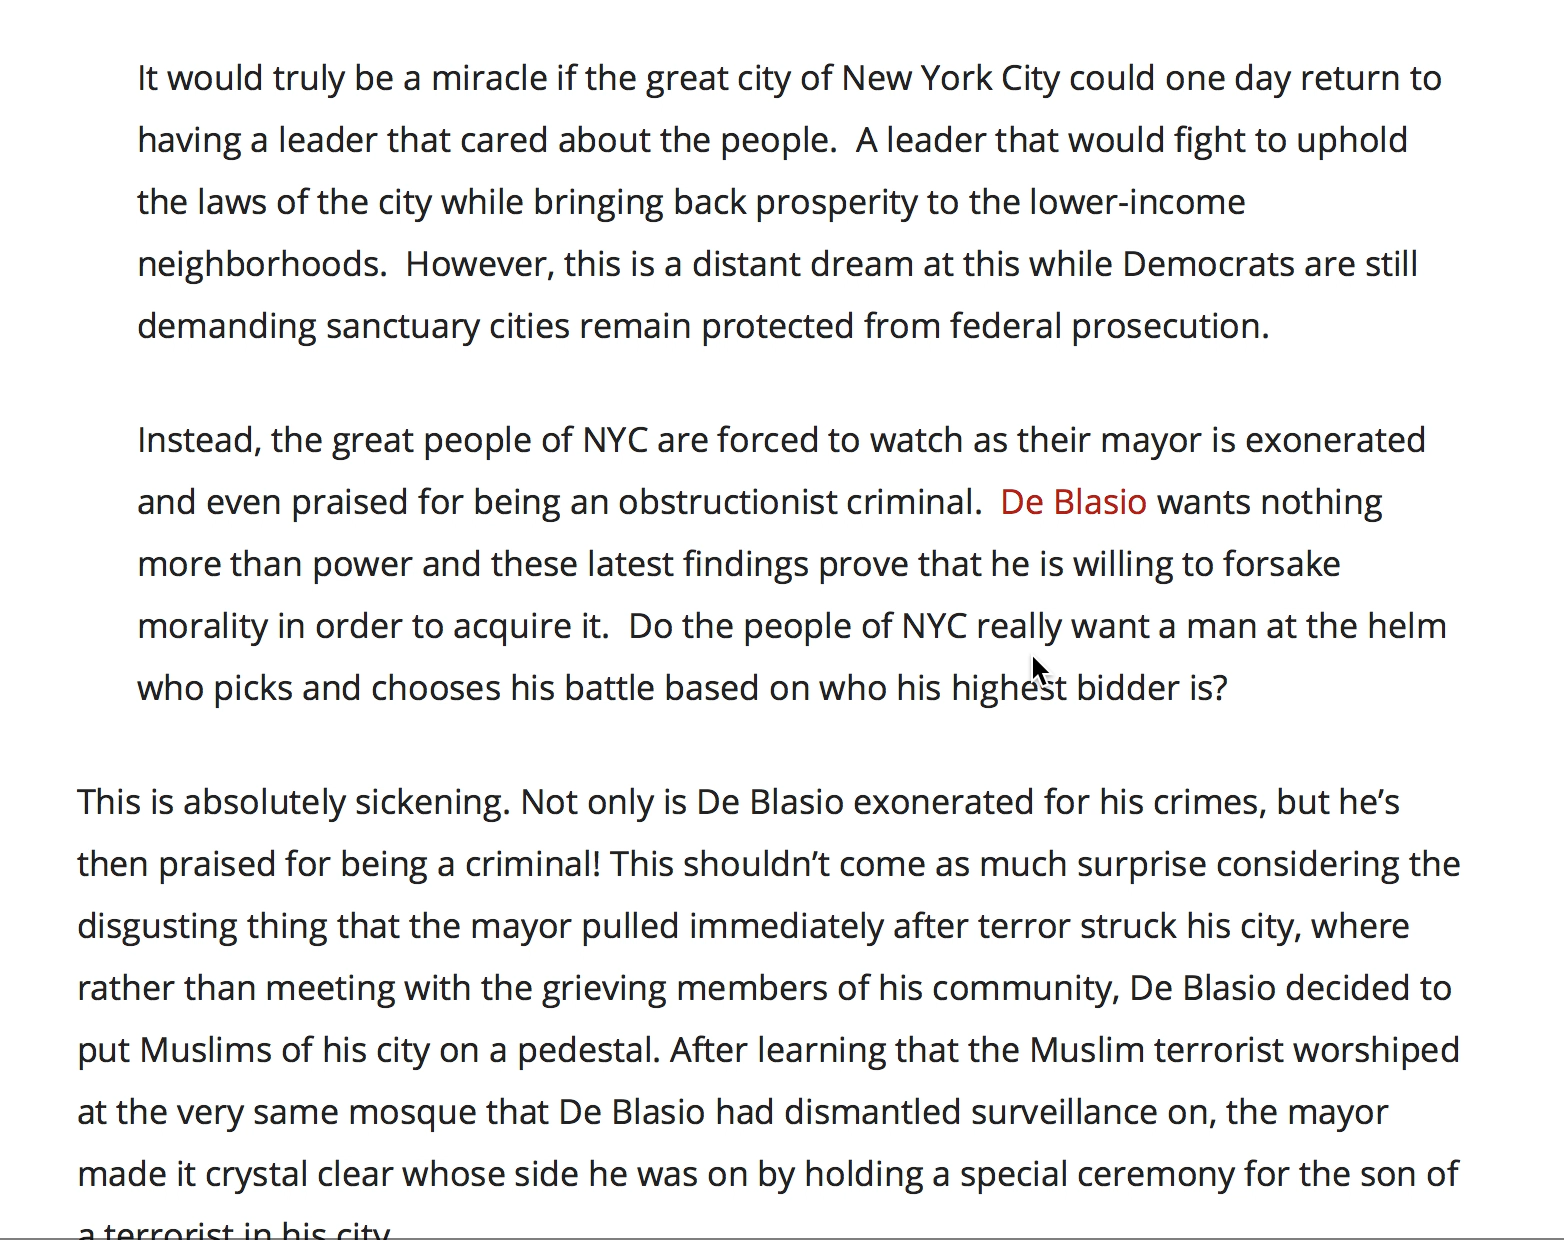 It would truly be a miracle if the great city of New York City could one day return to
having a leader that cared about the people.  A leader that would fight to uphold
the laws of the city while bringing back prosperity to the lower-income
neighborhoods.  However, this is a distant dream at this while Democrats are still
demanding sanctuary cities remain protected from federal prosecution.
Instead, the great people of NYC are forced to watch as their mayor is exonerated
and even praised for being an obstructionist criminal.  De Blasio wants nothing
more than power and these latest findings prove that he is willing to forsake
morality in order to acquire it.  Do the people of NYC really want a man at the helm
who picks and chooses his battle based on who his highest bidder is?
This is absolutely sickening. Not only is De Blasio exonerated for his crimes, but he’s
then praised for being a criminal! This shouldn’t come as much surprise considering the
disgusting thing that the mayor pulled immediately after terror struck his city, where
rather than meeting with the grieving members of his community, De Blasio decided to
put Muslims of his city on a pedestal. After learning that the Muslim terrorist worshiped
at the very same mosque that De Blasio had dismantled surveillance on, the mayor
made it crystal clear whose side he was on by holding a special ceremony for the son of
a terrorist in his city